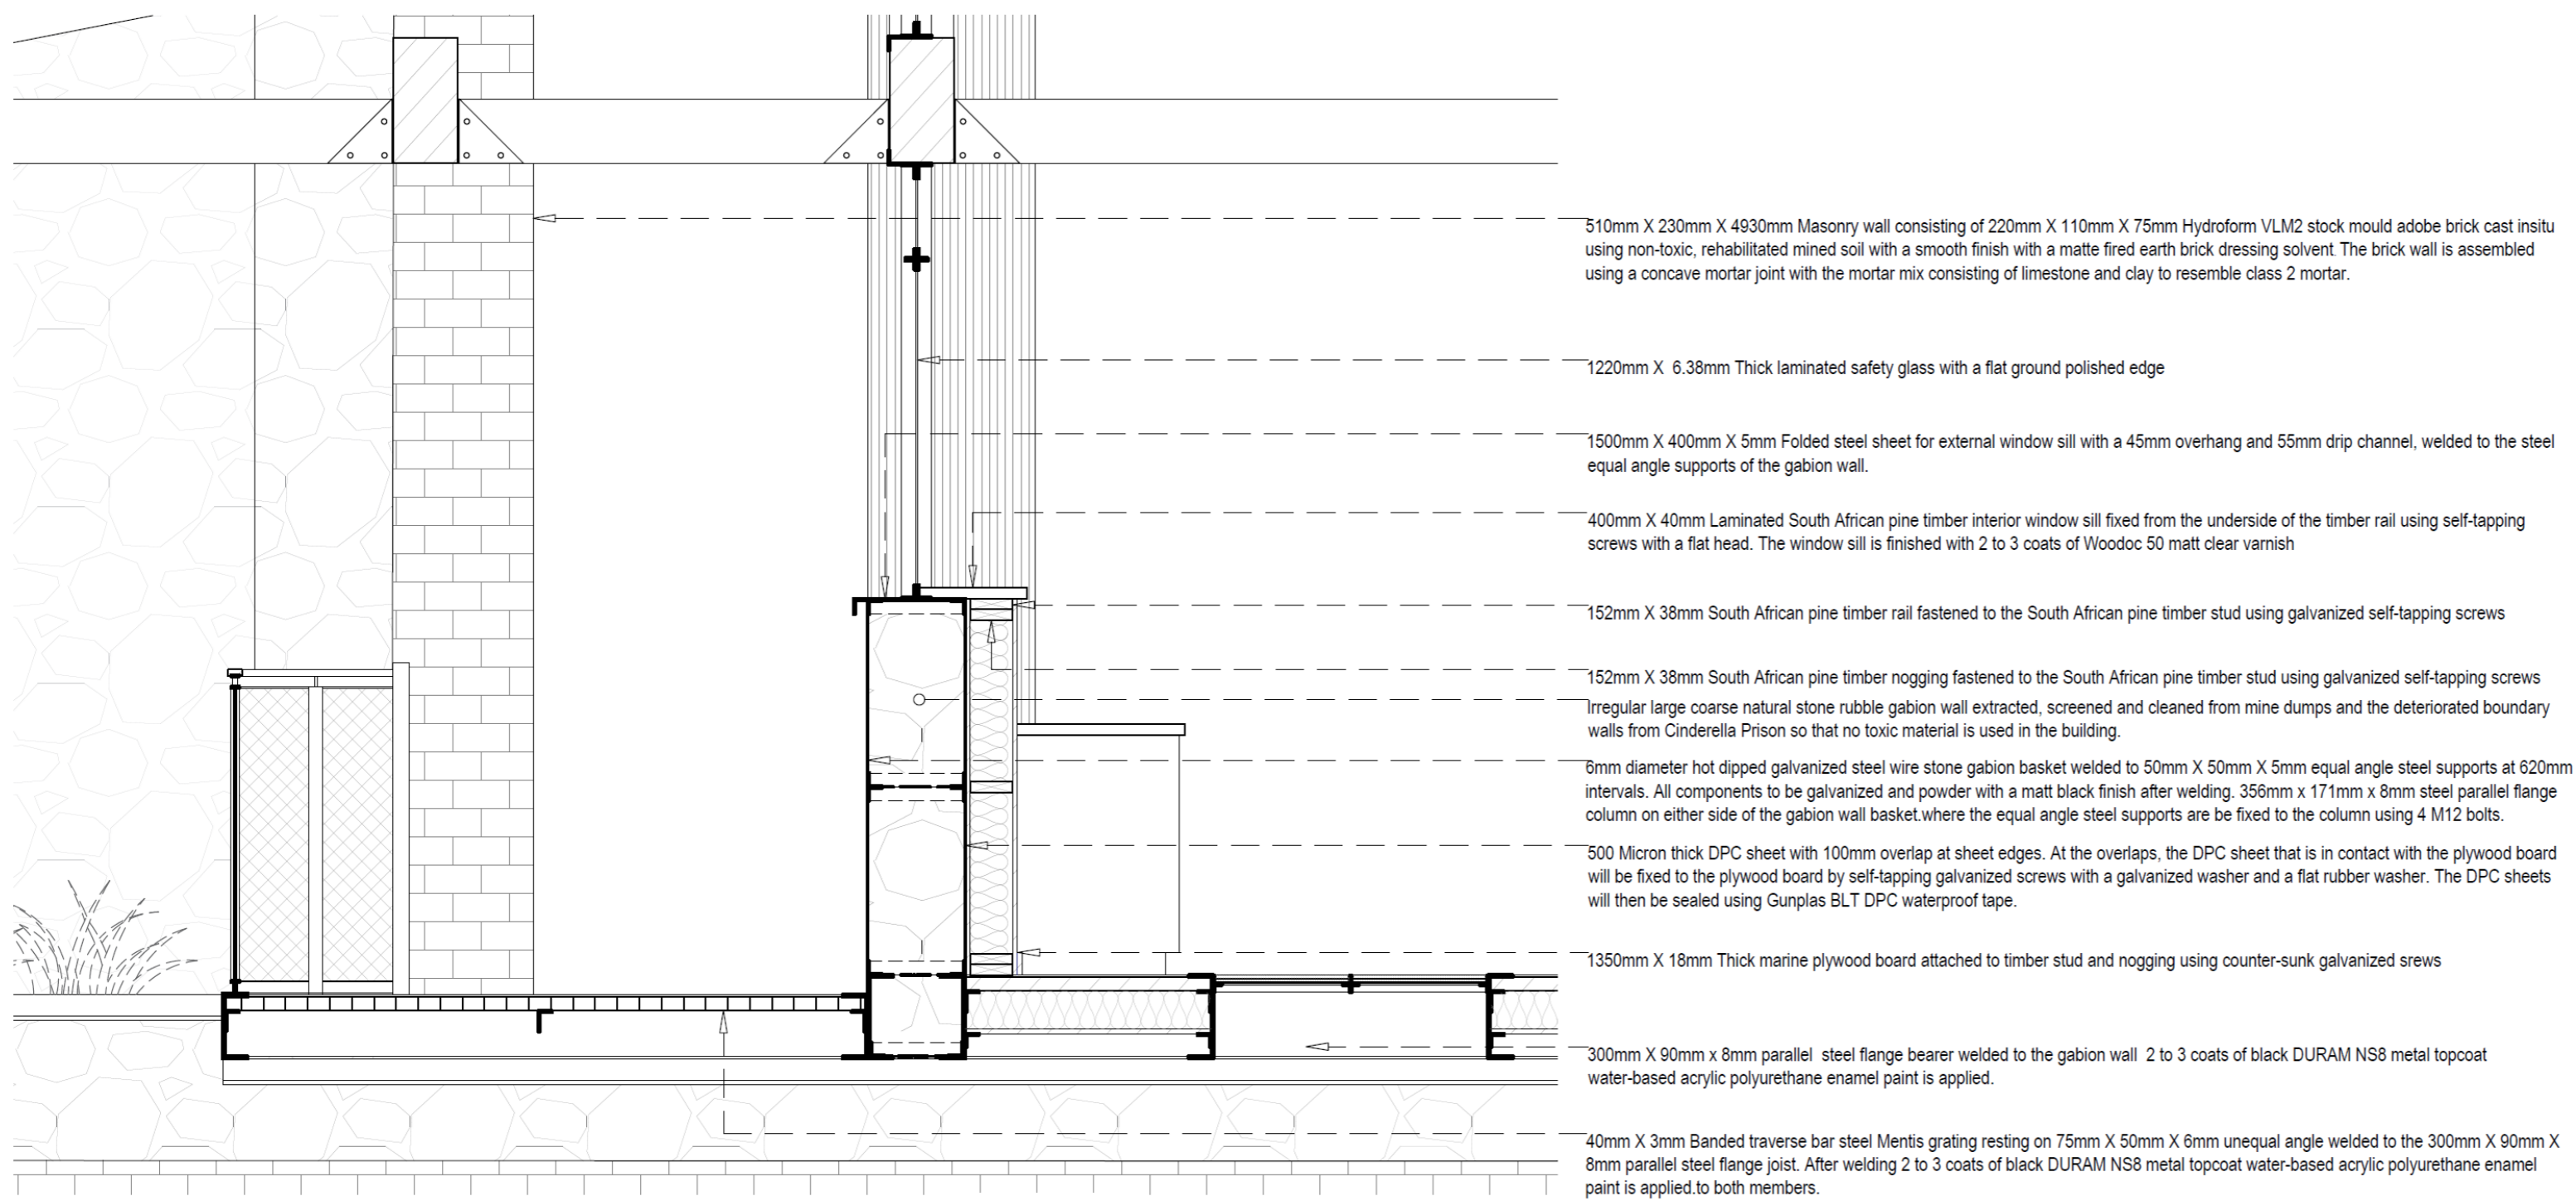 510mm X 230mm X 4930mm Masonry wall consisting of 220mm X 110mm X 75mm Hydroform VLM2 stock mould adobe brick cast insitu
using non-toxic, rehabilitated mined soil with a smooth finish with a matte fired earth brick dressing solvent. The brick wall is assembled
using a concave mortar joint with the mortar mix consisting of limestone and clay to resemble class 2 mortar.
1220mm X 6.38mm Thick laminated safety glass with a flat ground polished edge
1500mm X 400mm X 5mm Folded steel sheet for external window sill with a 45mm overhang and 55mm drip channel, welded to the steel
equal angle supports of the gabion wall.
400mm X 40mm Laminated South African pine timber interior window sill fixed from the underside of the timber rail using self-tapping
screws with a flat head. The window sill is finished with 2 to 3 coats of Woodoc 50 matt clear varnish
152mm X 38mm South African pine timber rail fastened to the South African pine timber stud using galvanized self-tapping screws
152mm X 38mm South African pine timber nogging fastened to the South African pine timber stud using galvanized self-tapping screws
Irregular large coarse natural stone rubble gabion wall extracted, screened and cleaned from mine dumps and the deteriorated boundary
walls from Cinderella Prison so that no toxic material is used in the building.
6mm diameter hot dipped galvanized steel wire stone gabion basket welded to 50mm X 50mm X 5mm equal angle steel supports at 620mm
intervals. All components to be galvanized and powder with a matt black finish after welding. 356mm x 171mm x 8mm steel parallel flange
column on either side of the gabion wall basket.where the equal angle steel supports are be fixed to the column using 4 M12 bolts.
500 Micron thick DPC sheet with 100mm overlap at sheet edges. At the overlaps, the DPC sheet that is in contact with the plywood board
will be fixed to the plywood board by self-tapping galvanized screws with a galvanized washer and a flat rubber washer. The DPC sheets
will then be sealed using Gunplas BLT DPC waterproof tape.
1350mm X 18mm Thick marine plywood board attached to timber stud and nogging using counter-sunk galvanized srews
300mm X 90mm x 8mm parallel steel flange bearer welded to the gabion wall 2 to 3 coats of black DURAM NS8 metal topcoat
water-based acrylic polyurethane enamel paint is applied.
40mm X 3mm Banded traverse bar steel Mentis grating resting on 75mm X 50mm X 6mm unequal angle welded to the 300mm X 90mm X
8mm parallel steel flange joist. After welding 2 to 3 coats of black DURAM NS8 metal topcoat water-based acrylic polyurethane enamel
paint is applied.to both members.